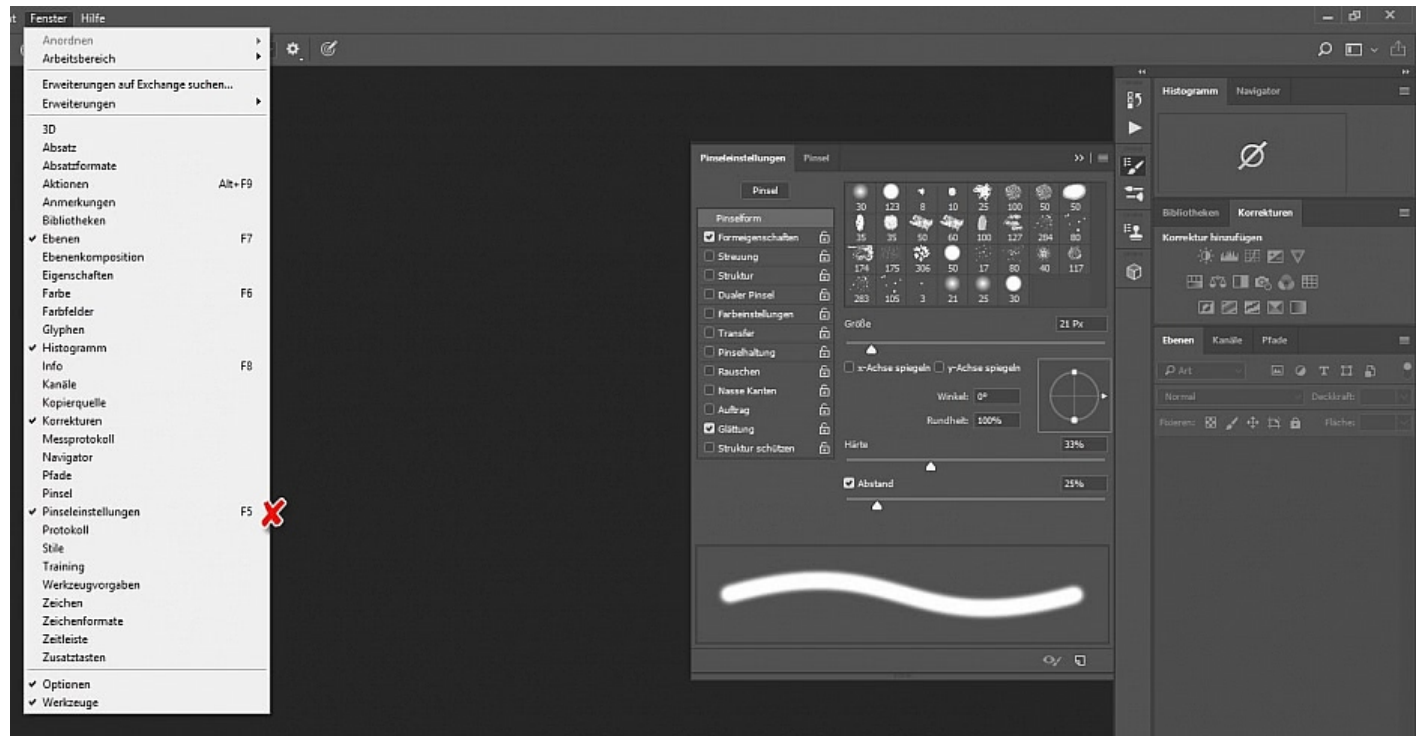 t Fenster Hilfe
Anordnen
Arbeitsbereich
Erweiterungen auf Exchange suchen...
Erweiterungen
3D
Absatz
Absatzformate
Aktionen Alt+F9
Anmerkungen
Bibliotheken
Ebenen F7
Ebenenkomposition
Eigenschaften
Farbe F6
Farbfelder
Glyphen
Histogramm
Info F8
Kanäle
Kopierquelle
Korrekturen
Messprotokoll
Navigator
Pfade
Pinsel
Pinseleinstellungen F5
Protokoll
Stile
Training
Werkzeugvorgaben
Zeichen
Zeichenformate
Zeitleiste
Zusatztasten
Optionen
Werkzeuge
Pinseleinstellungen Pinsel
Pinsel
Pinselform
Formeigenschaften
Streuung
Struktur
Dualer Pinsel
Farbeinstellungen
Transfer
Pinselhaltung
Rauschen
Nasse Kanten
Auftrag
Glättung
Struktur schützen
30 123 8 10 25 100 50 50
35 35 50 60 100 127 284 80
174 175 306 50 17 80 40 117
283 105 3 21 25 30
Größe 21 Px
x-Achse spiegeln y-Achse spiegeln
Winkel: 0°
Rundheit: 100%
Härte 33%
Abstand 25%
Histogramm Navigator
Bibliotheken Korrekturen
Korrektur hinzufügen
Ebenen Kanäle Pfade
Art
Normal Deckkraft:
Fixieren: Fläche: